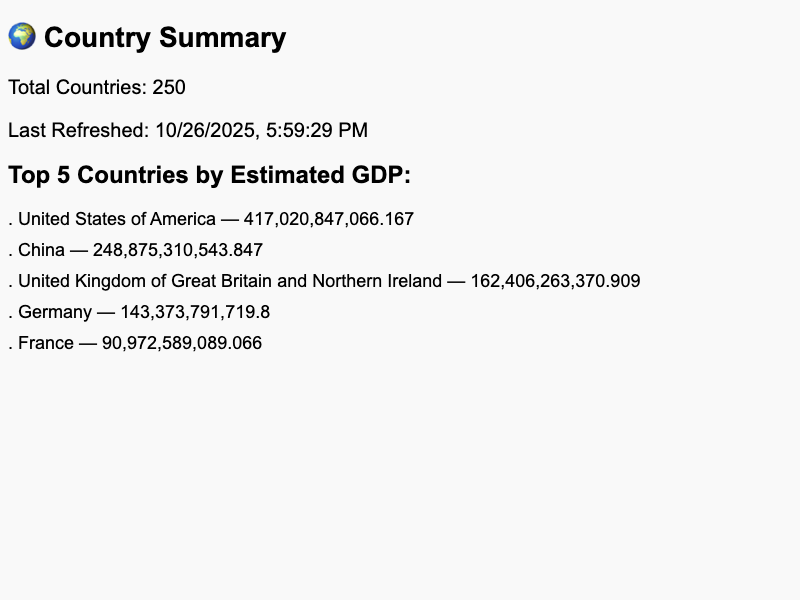 🌍 Country Summary
Total Countries: 250
Last Refreshed: 10/26/2025, 5:59:29 PM
Top 5 Countries by Estimated GDP:
. United States of America — 417,020,847,066.167
. China — 248,875,310,543.847
. United Kingdom of Great Britain and Northern Ireland — 162,406,263,370.909
. Germany — 143,373,791,719.8
. France — 90,972,589,089.066